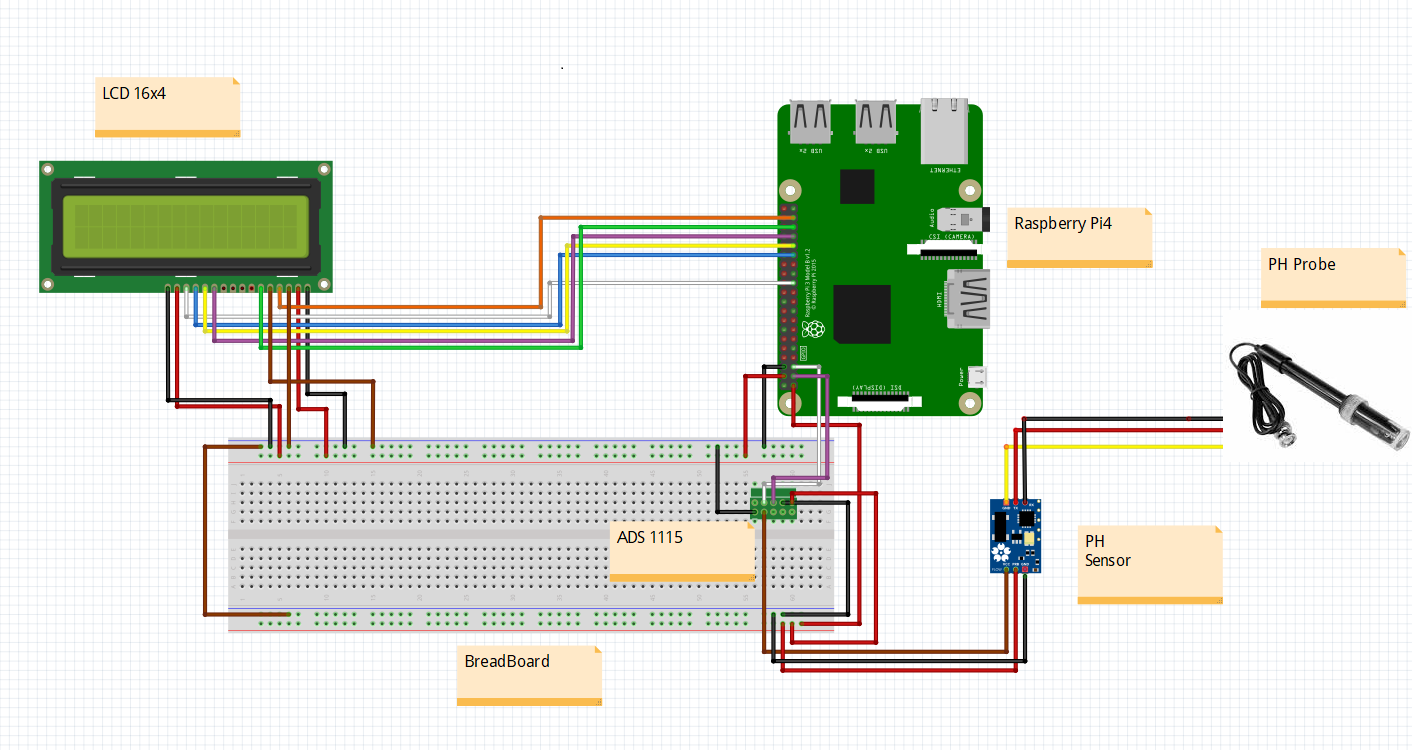 LCD 16x4
USB 2x
USB 2x
ETHERNET
Raspberry Pi4
Audio
CSI (CAMERA)
PH Probe
Raspberry Pi 3 Model B v1.2
© Raspberry Pi 2015
HDMI
GPIO
Power
DSI (DISPLAY)
ADS 1115
PH
Sensor
BreadBoard